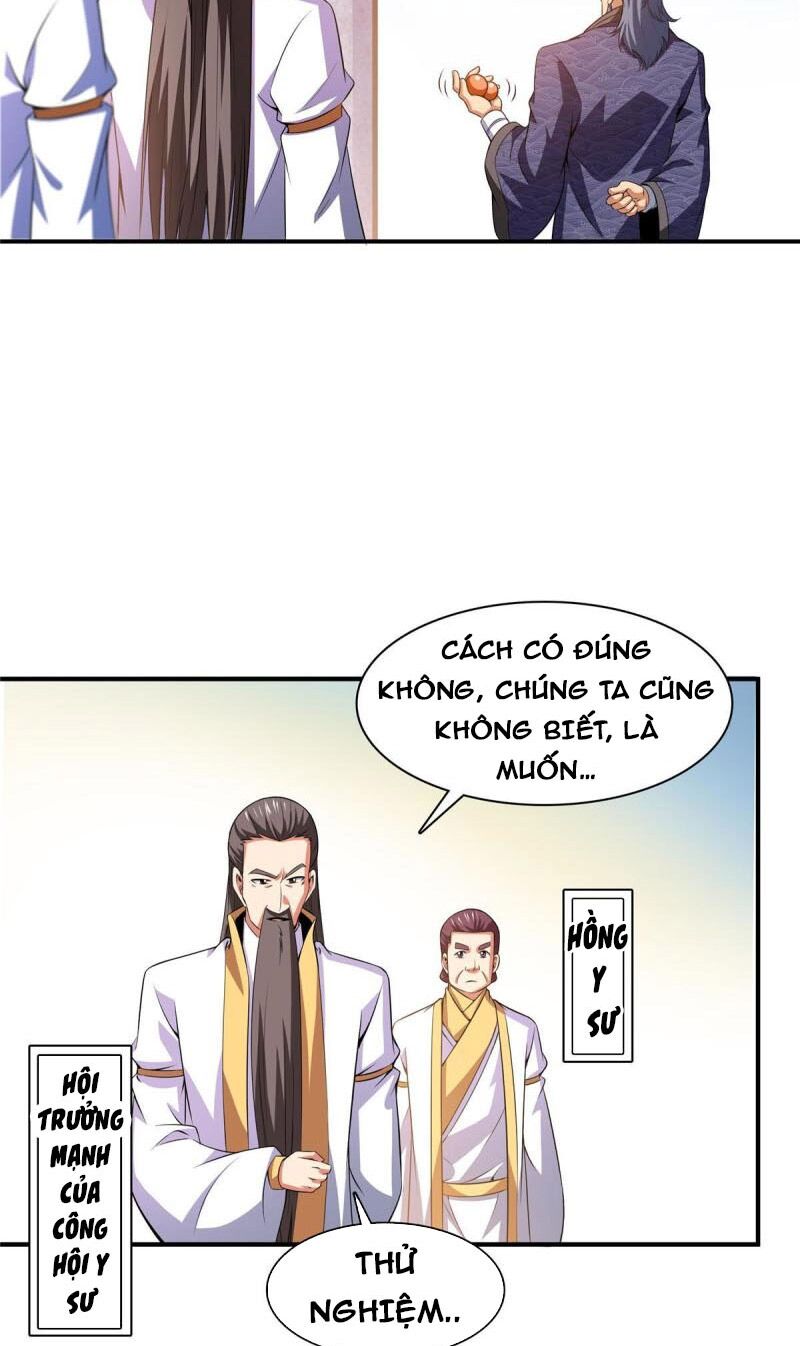 CÁCH CÓ ĐÚNG
KHÔNG, CHÚNG TA CŨNG
KHÔNG BIẾT, LÀ
MUỐN...
HỒNG
Y
SƯ
HỘI
TRƯỞNG
MẠNH
CỦA
CÔNG
HỘI Y
SƯ
THỬ
NGHIỆM..